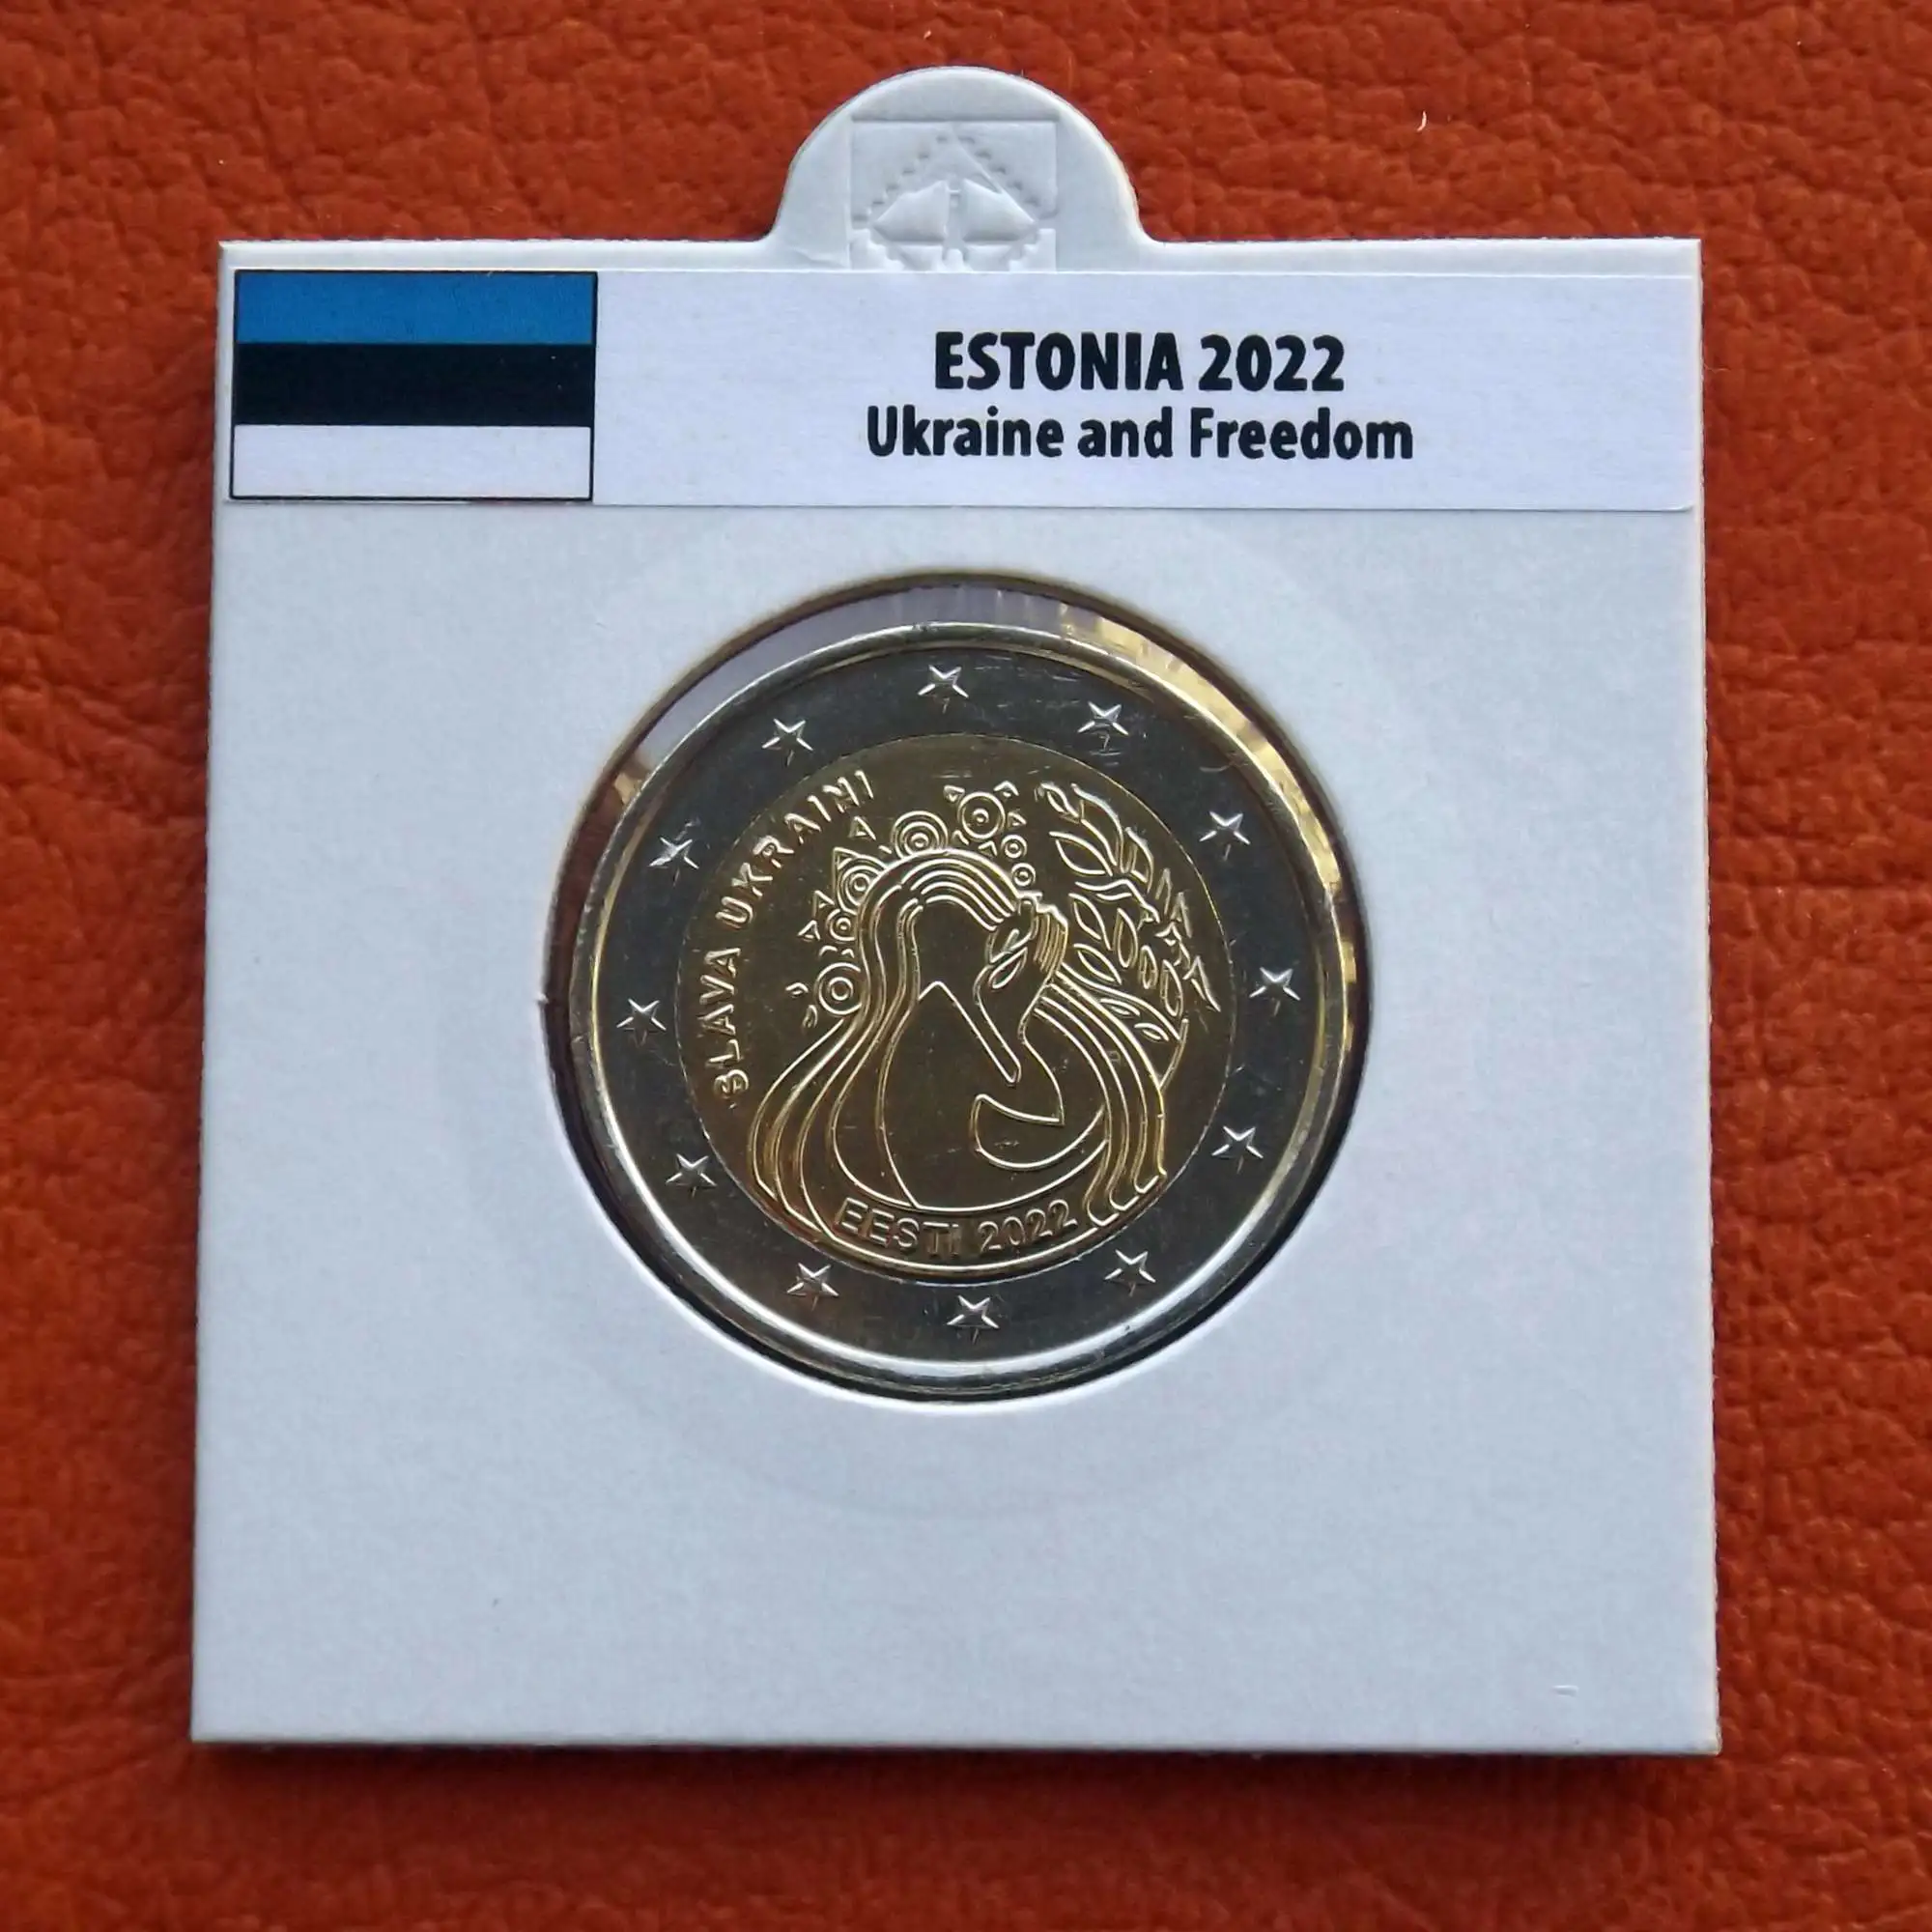 ESTONIA 2022
Ukraine and Freedom
SLAVA UKRAINI
EESTI 2022